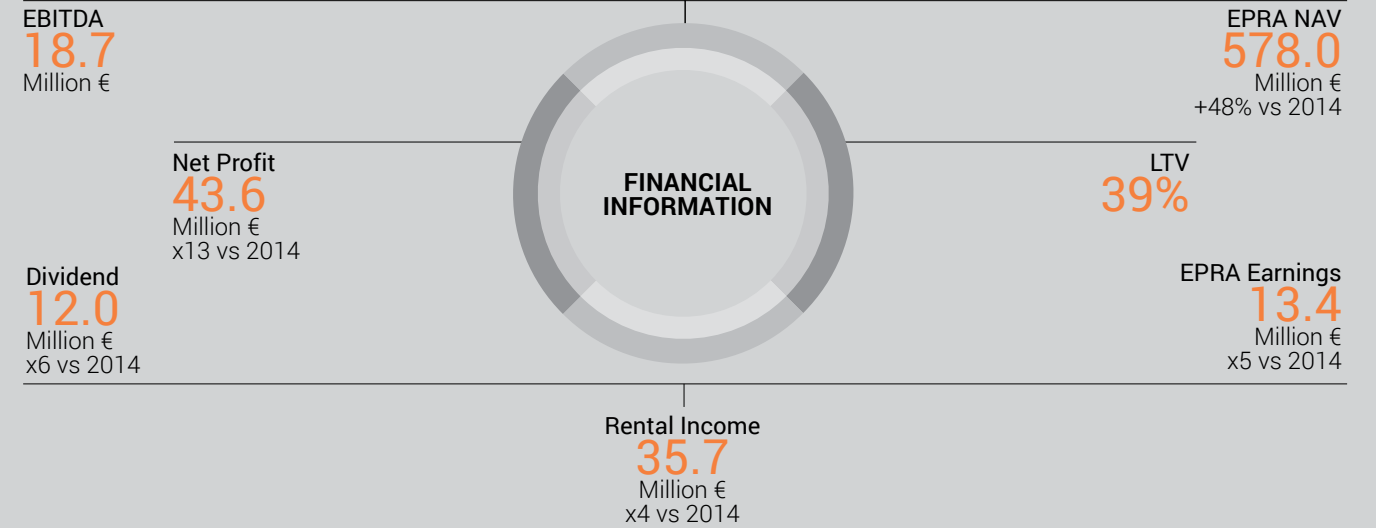 EBITDA
18.7
Million €
EPRA NAV
578.0
Million €
+48% vs 2014
Net Profit
43.6
Million €
x13 vs 2014
FINANCIAL
INFORMATION
LTV
39%
Dividend
12.0
Million €
x6 vs 2014
EPRA Earnings
13.4
Million €
x5 vs 2014
Rental Income
35.7
Million €
x4 vs 2014